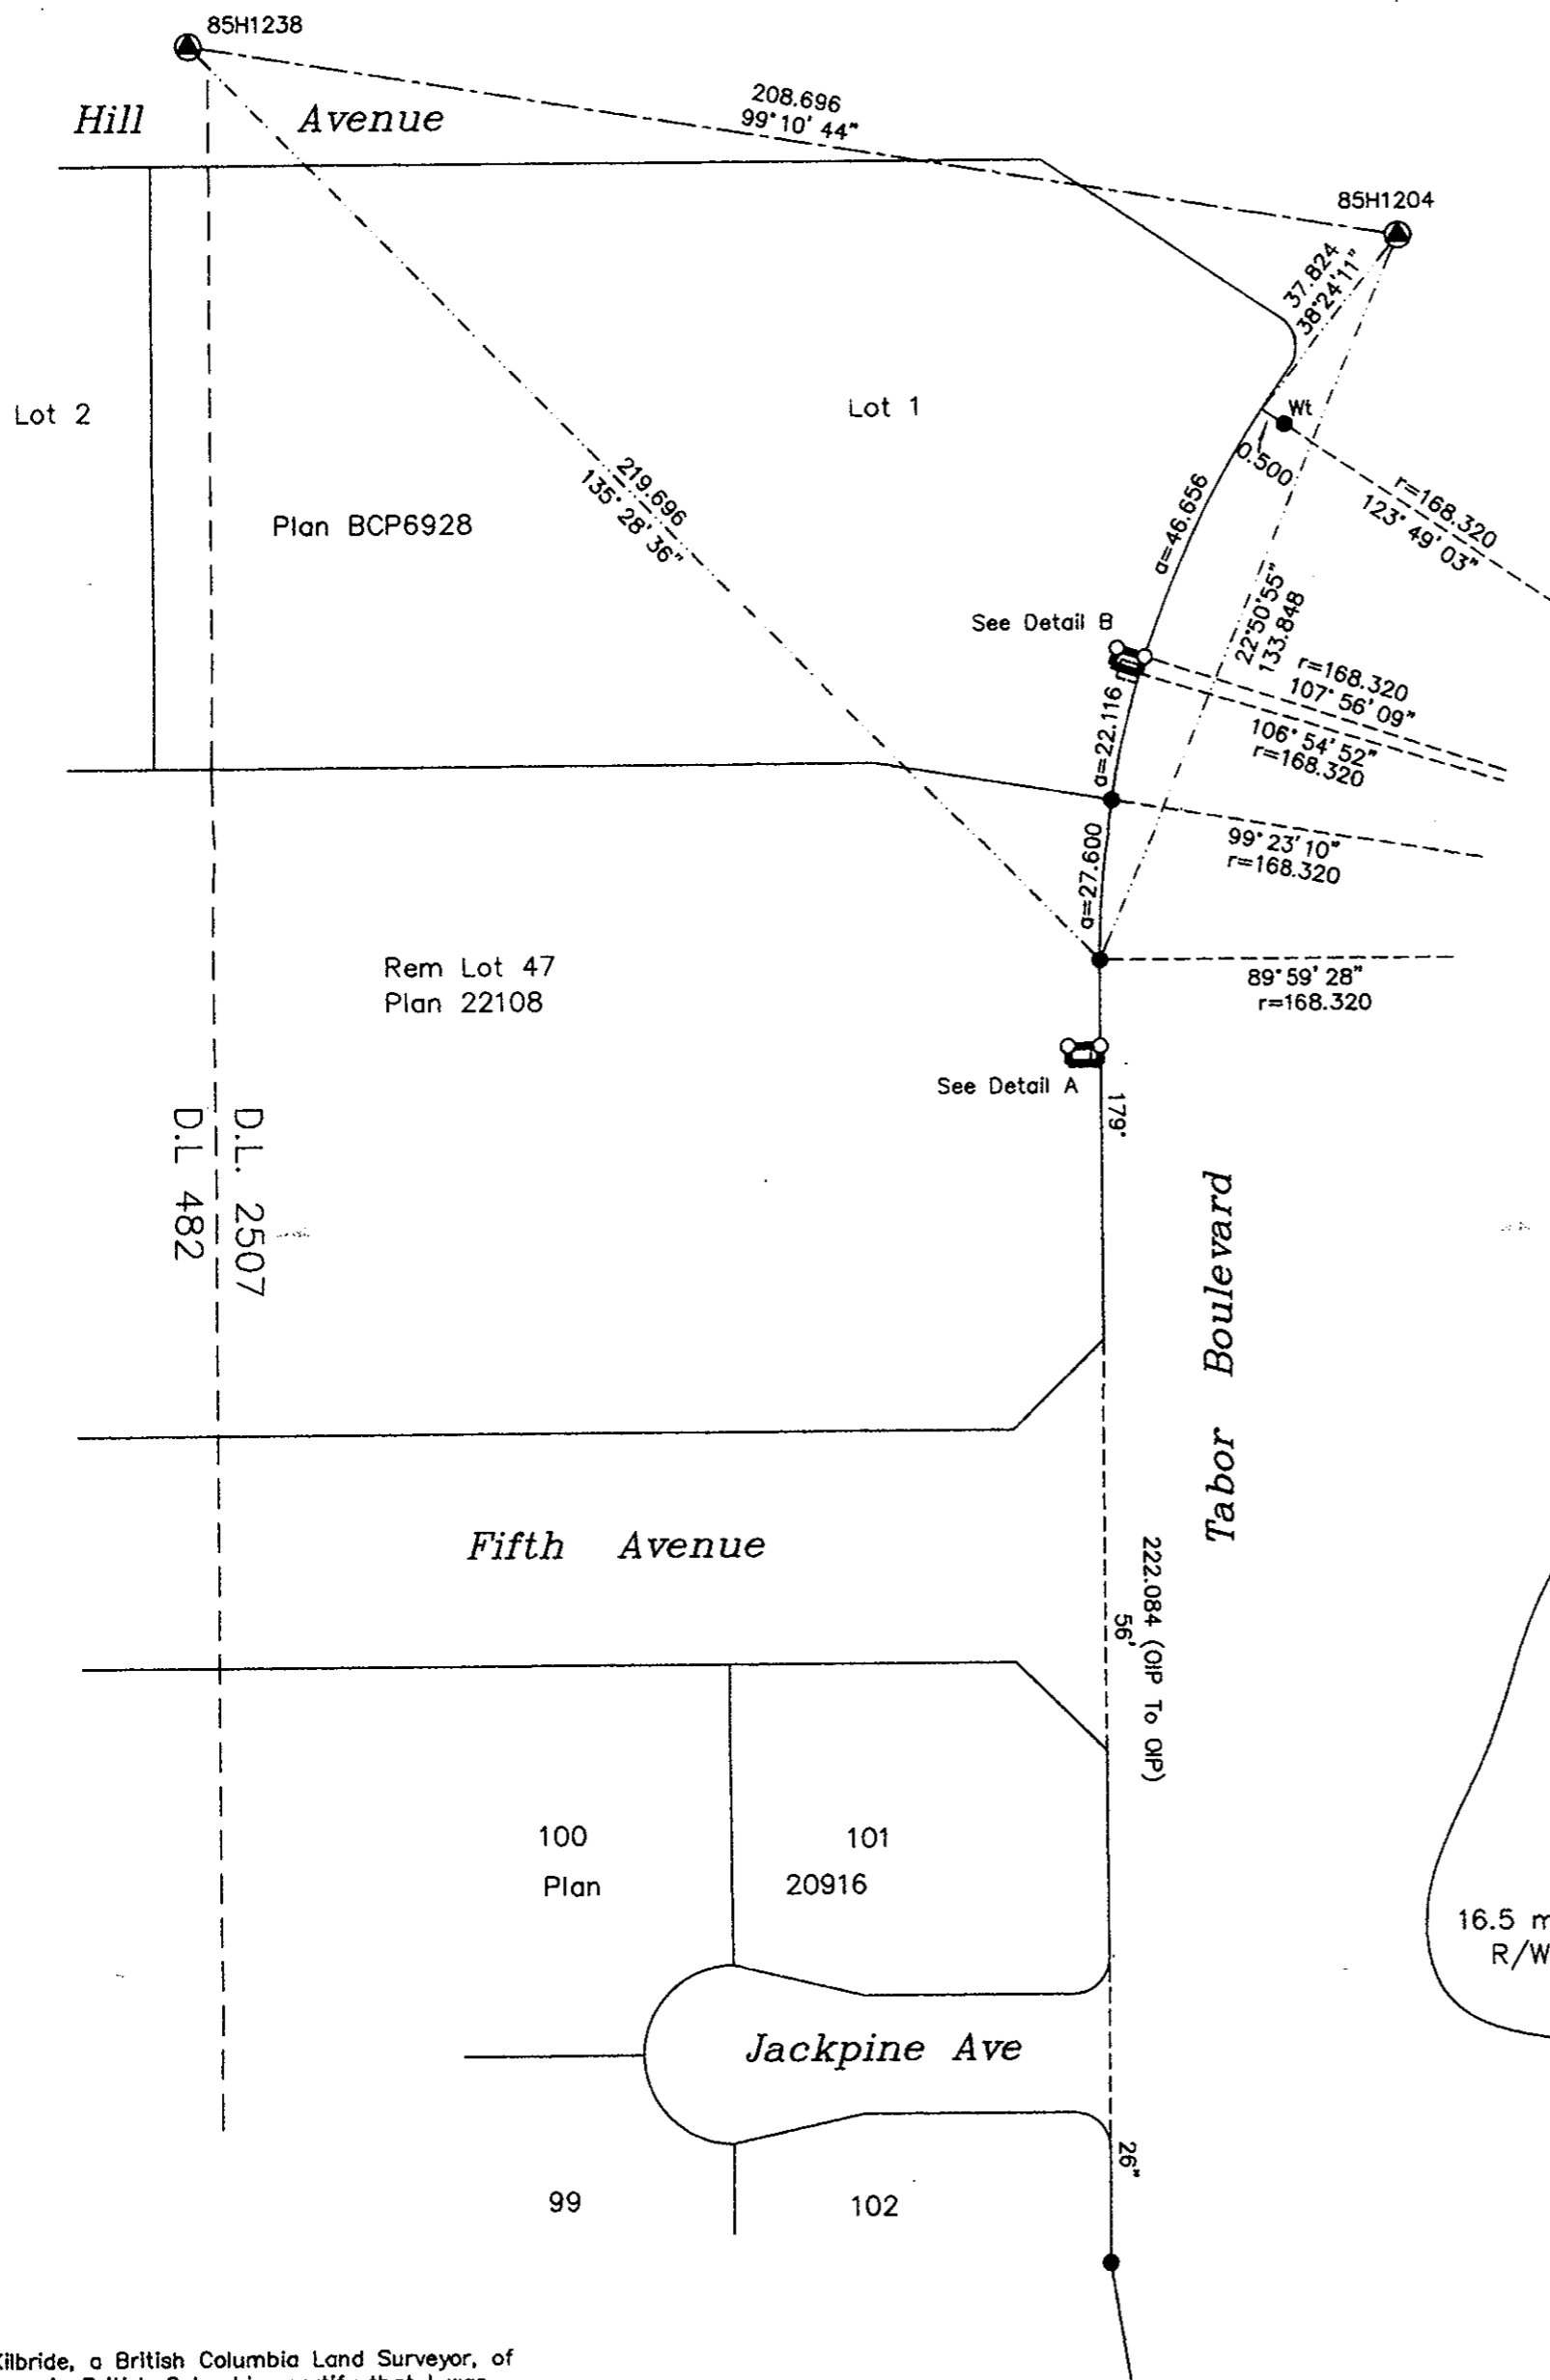 85H1238
Hill Avenue
208.696
99°10'44"
85H1204
37.824
38°24'11"
Lot 2
Lot 1
Wt
0.500
r=168.320
123°49'03"
219.696
135°28'36"
Plan BCP6928
a=46.656
22°50'55"
133.848
See Detail B
r=168.320
107°56'09"
106°54'52"
r=168.320
a=22.116
99°23'10"
r=168.320
a=27.600
Rem Lot 47
Plan 22108
89°59'28"
r=168.320
See Detail A
179°
D.L. 2507
D.L 482
Tabor Boulevard
Fifth Avenue
222.084 (OIP To OIP)
56'
100
101
Plan 20916
16.5 m
R/W
Jackpine Ave
26"
99
102
Kilbride, a British Columbia Land Surveyor, of